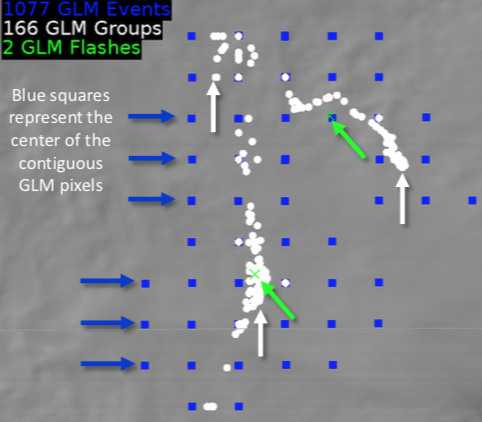 1077 GLM Events
166 GLM Groups
2 GLM Flashes
Blue squares
represent the
center of the
contiguous
GLM pixels